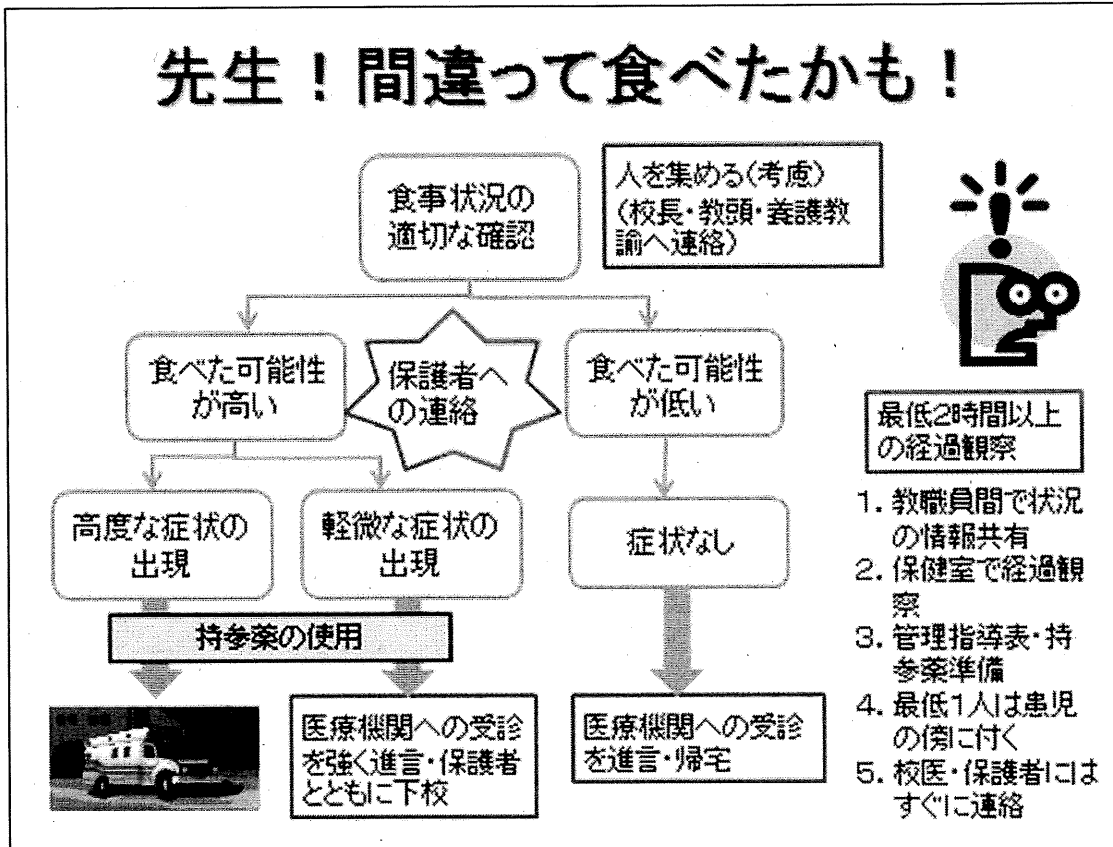 先生！間違って食べたかも！
食事状況の
適切な確認
人を集める（考慮）
（校長・教頭・養護教
諭へ連絡）
食べた可能性
が高い
保護者へ
の連絡
食べた可能性
が低い
高度な症状の
出現
軽微な症状の
出現
症状なし
持参薬の使用
医療機関への受診
を強く進言・保護者
とともに下校
医療機関への受診
を進言・帰宅
最低2時間以上
の経過観察
1. 教職員間で状況
の情報共有
2. 保健室で経過観
察
3. 管理指導表・持
参薬準備
4. 最低1人は患児
の傍に付く
5. 校医・保護者には
すぐに連絡